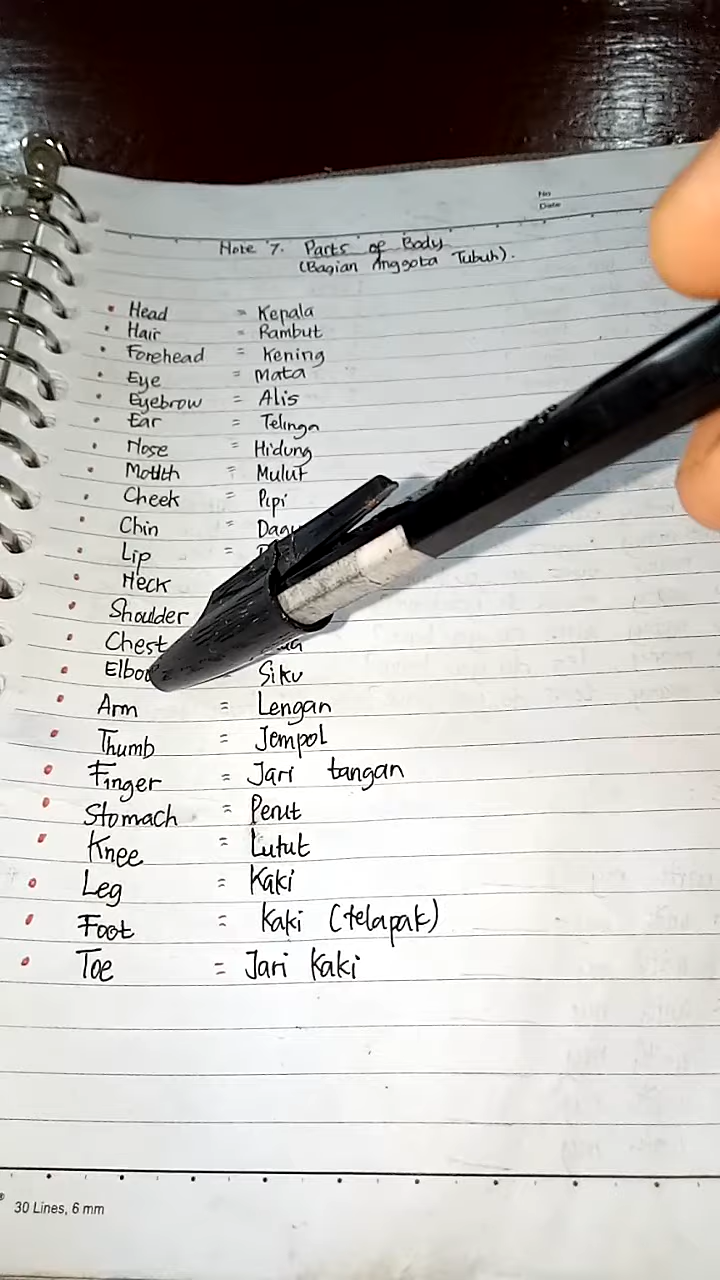 No
Date
Note 7. Parts of Body
(Bagian Anggota Tubuh).
• Head = Kepala
• Hair = Rambut
• Forehead = Kening
• Eye = Mata
• Eyebrow = Alis
• Ear = Telinga
• Nose = Hidung
• Mouth = Mulut
• Cheek = Pipi
• Chin =
• Lip =
• Neck
• Shoulder
• Chest
• = Siku
• Arm = Lengan
• Thumb = Jempol
• Finger = Jari tangan
• Stomach = Perut
• Knee = Lutut
• Leg = Kaki
• Foot = Kaki (telapak)
• Toe = Jari Kaki
30 Lines, 6 mm